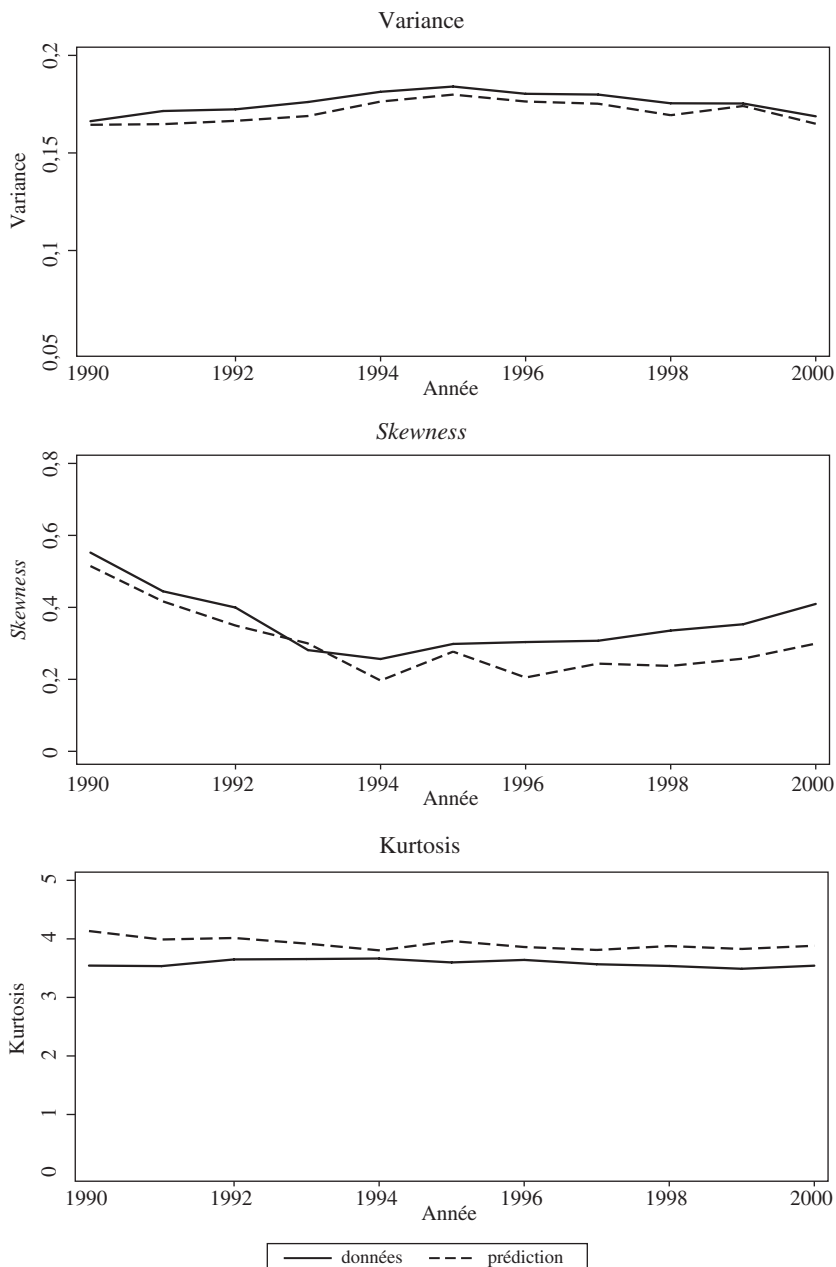 Variance
0,2
0,15
0,1
0,05
Variance
1990 1992 1994 1996 1998 2000
Année
Skewness
0,8
0,6
0,4
0,2
0
Skewness
1990 1992 1994 1996 1998 2000
Année
Kurtosis
5
4
3
2
1
0
Kurtosis
1990 1992 1994 1996 1998 2000
Année
données prédiction